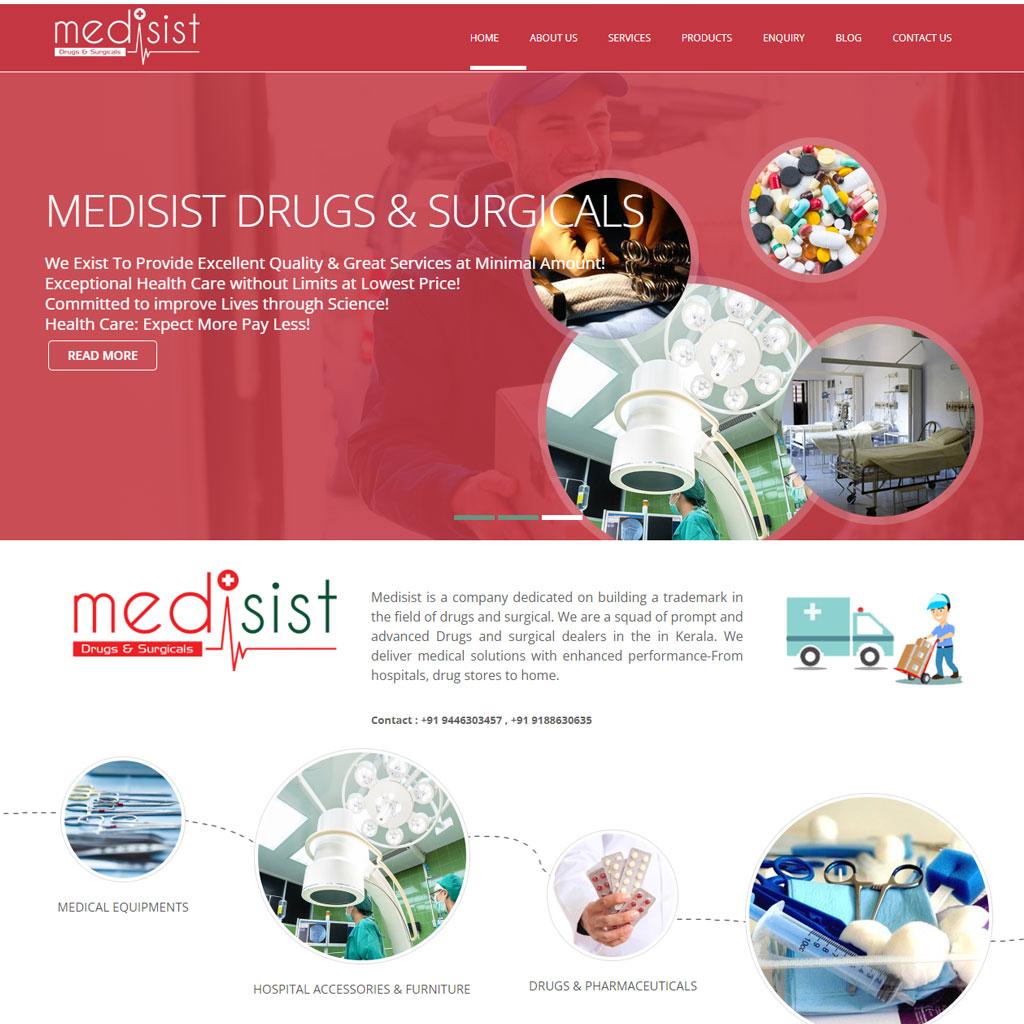 medisist
Drugs & Surgicals
HOME ABOUT US SERVICES PRODUCTS ENQUIRY BLOG CONTACT US
MEDISIST DRUGS & SURGICALS
We Exist To Provide Excellent Quality & Great Services at Minimal Amount!
Exceptional Health Care without Limits at Lowest Price!
Committed to improve Lives through Science!
Health Care: Expect More Pay Less!
READ MORE
medisist
Drugs & Surgicals
Medisist is a company dedicated on building a trademark in
the field of drugs and surgical. We are a squad of prompt and
advanced Drugs and surgical dealers in the in Kerala. We
deliver medical solutions with enhanced performance-From
hospitals, drug stores to home.
Contact : +91 9446303457 , +91 9188630635
MEDICAL EQUIPMENTS
HOSPITAL ACCESSORIES & FURNITURE
DRUGS & PHARMACEUTICALS